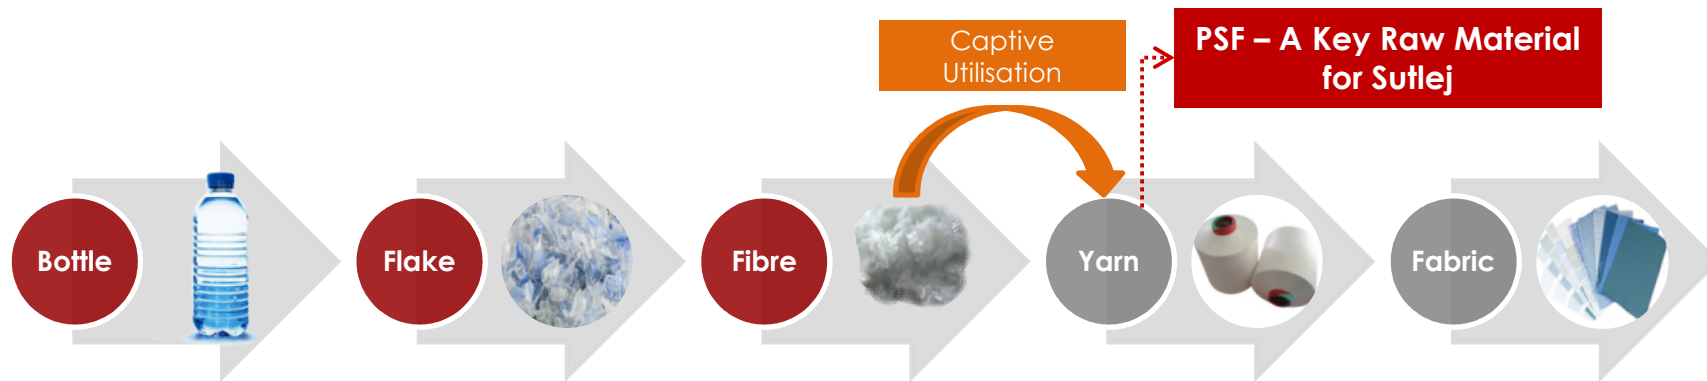 Captive
Utilisation
PSF – A Key Raw Material
for Sutlej
Bottle
Flake
Fibre
Yarn
Fabric